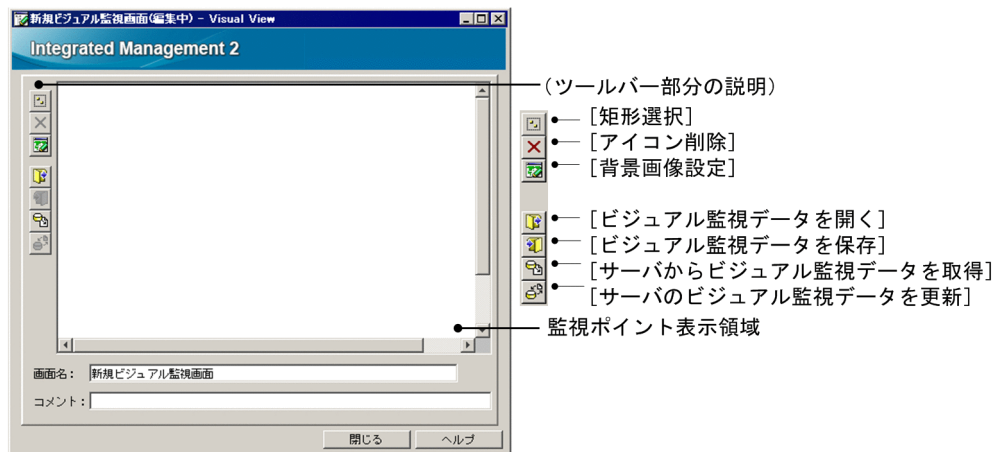 新規ビジュアル監視画面(編集中) - Visual View
Integrated Management 2
(ツールバー部分の説明)
[矩形選択]
[アイコン削除]
[背景画像設定]
[ビジュアル監視データを開く]
[ビジュアル監視データを保存]
[サーバからビジュアル監視データを取得]
[サーバのビジュアル監視データを更新]
監視ポイント表示領域
画面名: 新規ビジュアル監視画面
コメント:
閉じる ヘルプ